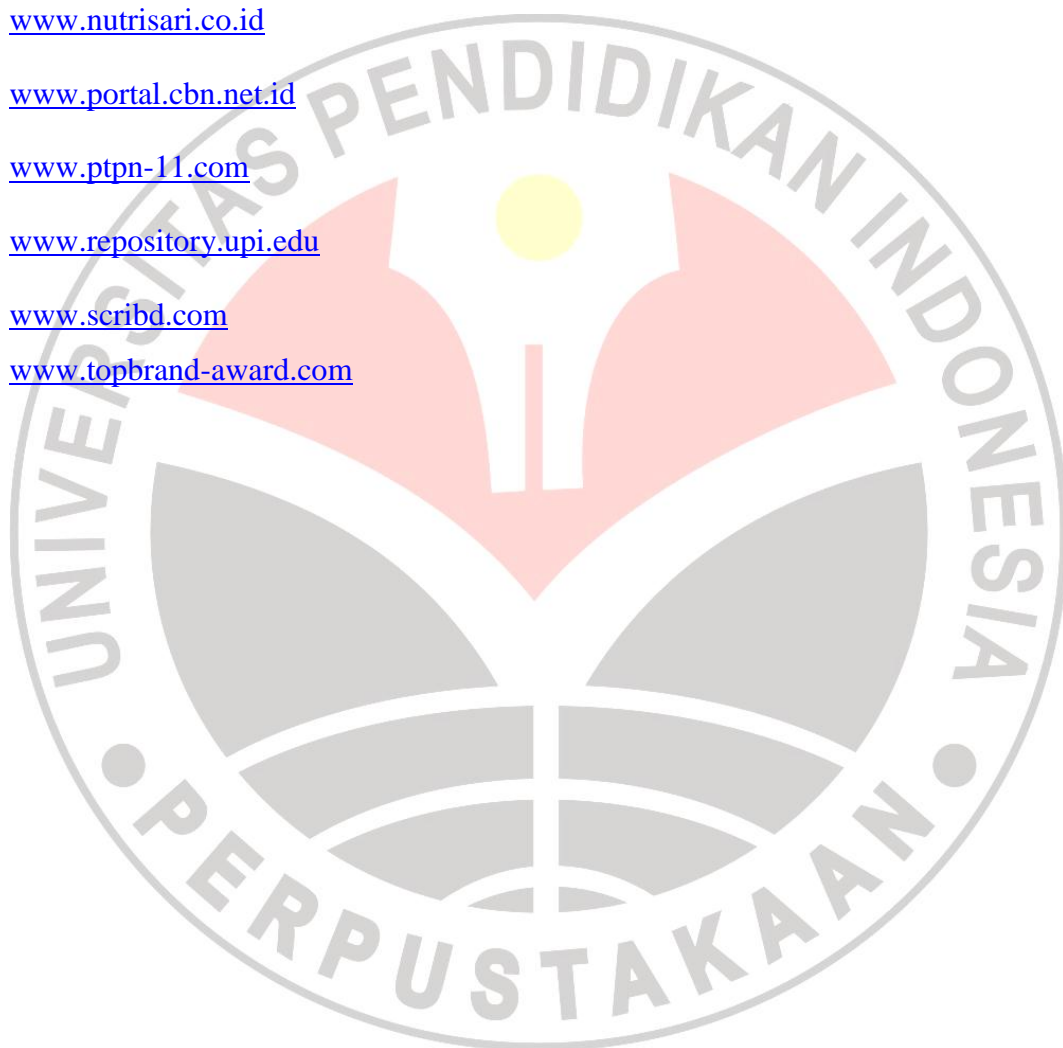 www.nutrisari.co.id
www.portal.cbn.net.id
www.ptpn-11.com
www.repository.upi.edu
www.scribd.com
www.topbrand-award.com
UNIVERSITAS PENDIDIKAN INDONESIA
PERPUSTAKAAN